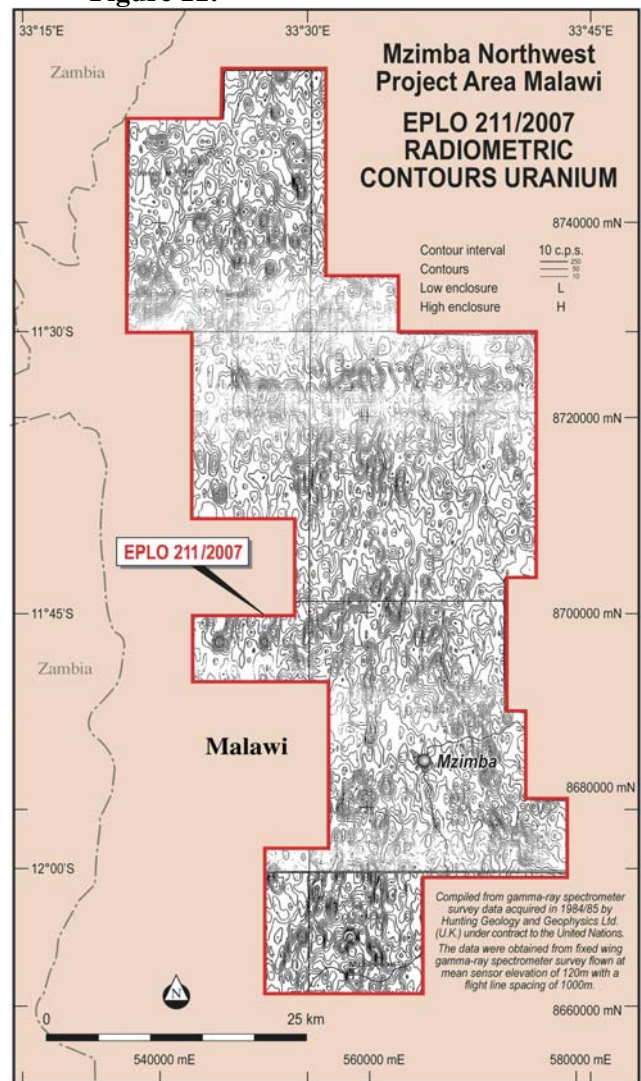 33°15'E
33°30'E
33°45'E
Zambia
Mzimba Northwest
Project Area Malawi
EPLO 211/2007
RADIOMETRIC
CONTOURS URANIUM
8740000 mN
Contour interval 10 c.p.s.
Contours 250
50
10
Low enclosure L
High enclosure H
11°30'S
8720000 mN
EPLO 211/2007
11°45'S
8700000 mN
Zambia
Malawi
Mzimba
8680000 mN
12°00'S
Compiled from gamma-ray spectrometer
survey data acquired in 1984/85 by
Hunting Geology and Geophysics Ltd.
(U.K.) under contract to the United Nations.
The data were obtained from fixed wing
gamma-ray spectrometer survey flown at
mean sensor elevation of 120m with a
flight line spacing of 1000m.
N
8660000 mN
0 25 km
540000 mE
560000 mE
580000 mE